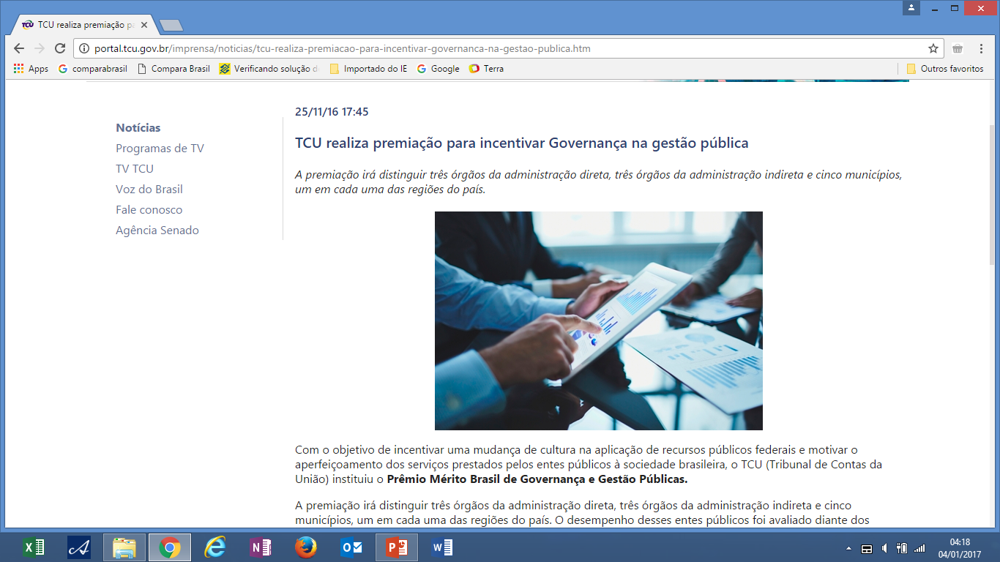 TCU realiza premiação pa
portal.tcu.gov.br/imprensa/noticias/tcu-realiza-premiacao-para-incentivar-governanca-na-gestao-publica.htm
Apps comparabrasil Compara Brasil Verificando solução d Importado do IE Google Terra Outros favoritos
Notícias
Programas de TV
TV TCU
Voz do Brasil
Fale conosco
Agência Senado
25/11/16 17:45
TCU realiza premiação para incentivar Governança na gestão pública
A premiação irá distinguir três órgãos da administração direta, três órgãos da administração indireta e cinco municípios,
um em cada uma das regiões do país.
Com o objetivo de incentivar uma mudança de cultura na aplicação de recursos públicos federais e motivar o
aperfeiçoamento dos serviços prestados pelos entes públicos à sociedade brasileira, o TCU (Tribunal de Contas da
União) instituiu o Prêmio Mérito Brasil de Governança e Gestão Públicas.
A premiação irá distinguir três órgãos da administração direta, três órgãos da administração indireta e cinco
municípios, um em cada uma das regiões do país. O desempenho desses entes públicos foi avaliado diante dos
04:18
04/01/2017